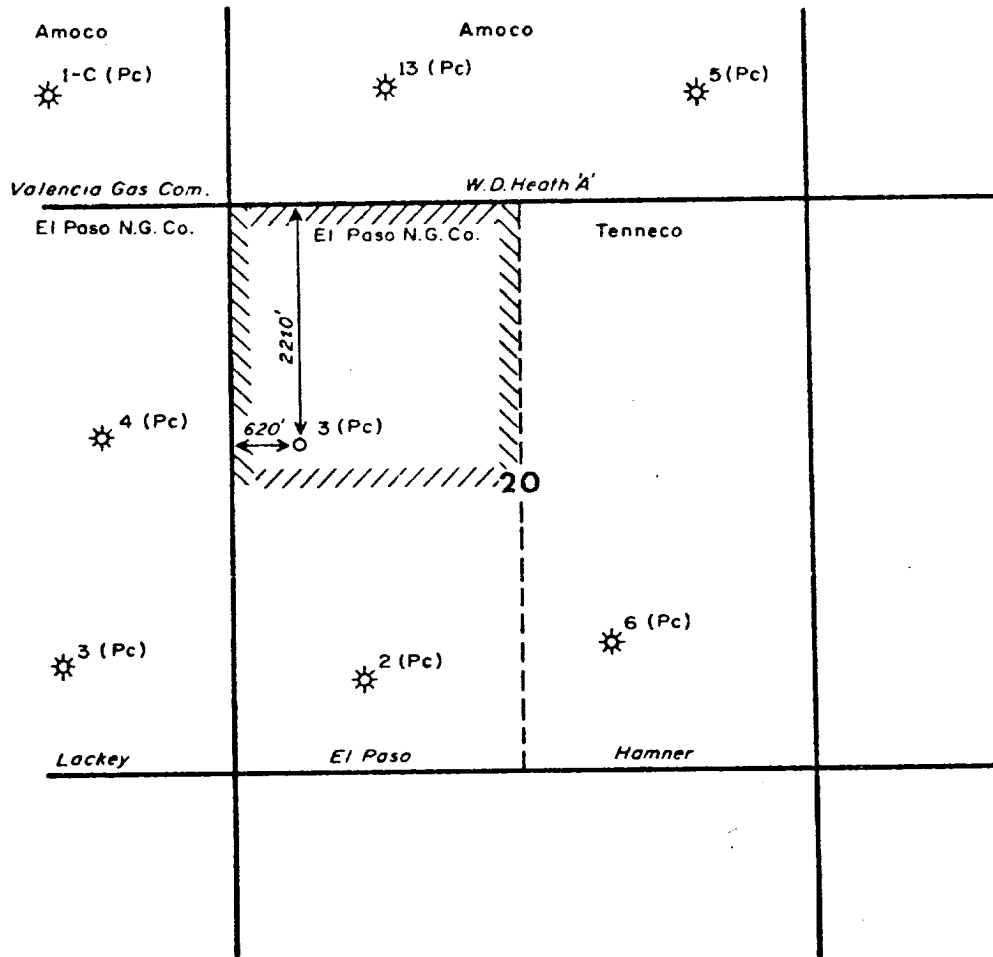 Amoco
Amoco
1-C (Pc)
13 (Pc)
5 (Pc)
Valencia Gas Com.
W.D. Heath 'A'
El Paso N.G. Co.
El Paso N.G. Co.
Tenneco
2210'
4 (Pc)
620'
3 (Pc)
20
3 (Pc)
2 (Pc)
6 (Pc)
Lackey
El Paso
Hamner